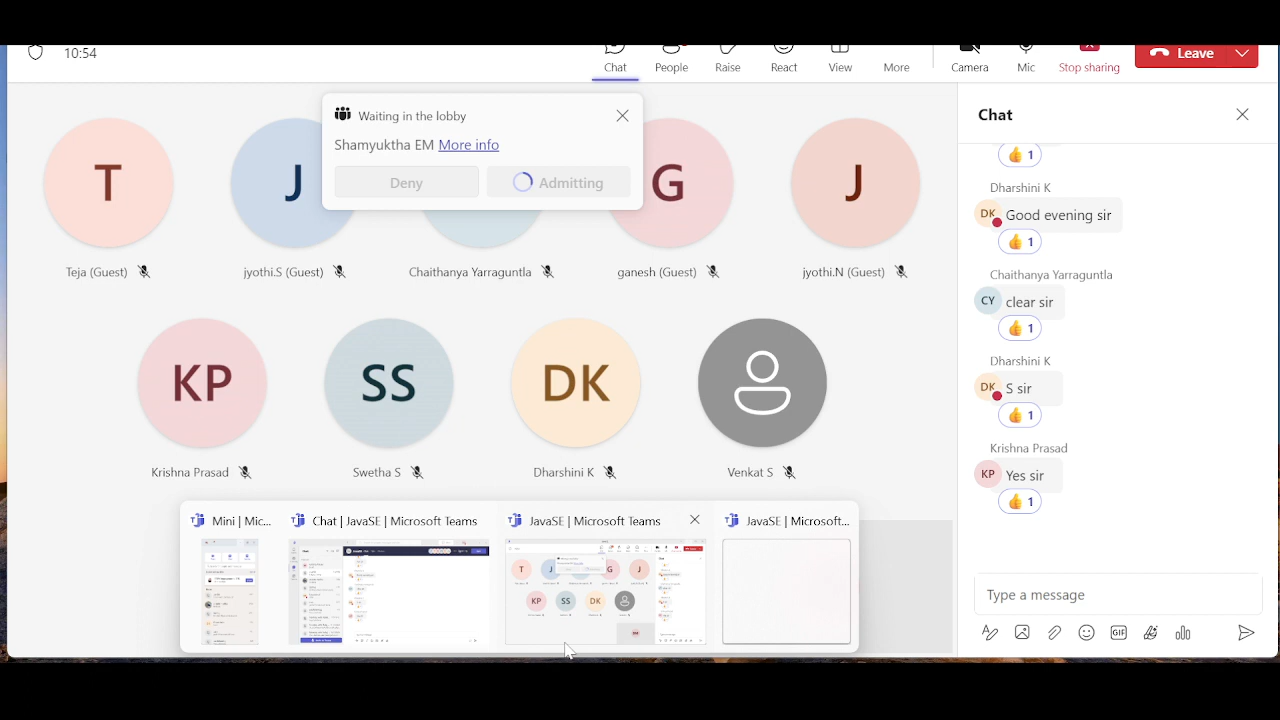 10:54
Chat
People
Raise
React
View
More
Camera
Mic
Stop sharing
Leave
Waiting in the lobby
Shamyuktha EM More info
Deny
Admitting
T
J
G
J
Teja (Guest)
jyothi.S (Guest)
Chaithanya Yarraguntla
ganesh (Guest)
jyothi.N (Guest)
KP
SS
DK
Krishna Prasad
Swetha S
Dharshini K
Venkat S
Mini | Mic...
Chat | JavaSE | Microsoft Teams
JavaSE | Microsoft Teams
JavaSE | Microsoft...
Chat
1
Dharshini K
DK Good evening sir
1
Chaithanya Yarraguntla
CY clear sir
1
Dharshini K
DK S sir
1
Krishna Prasad
KP Yes sir
1
Type a message
GIF